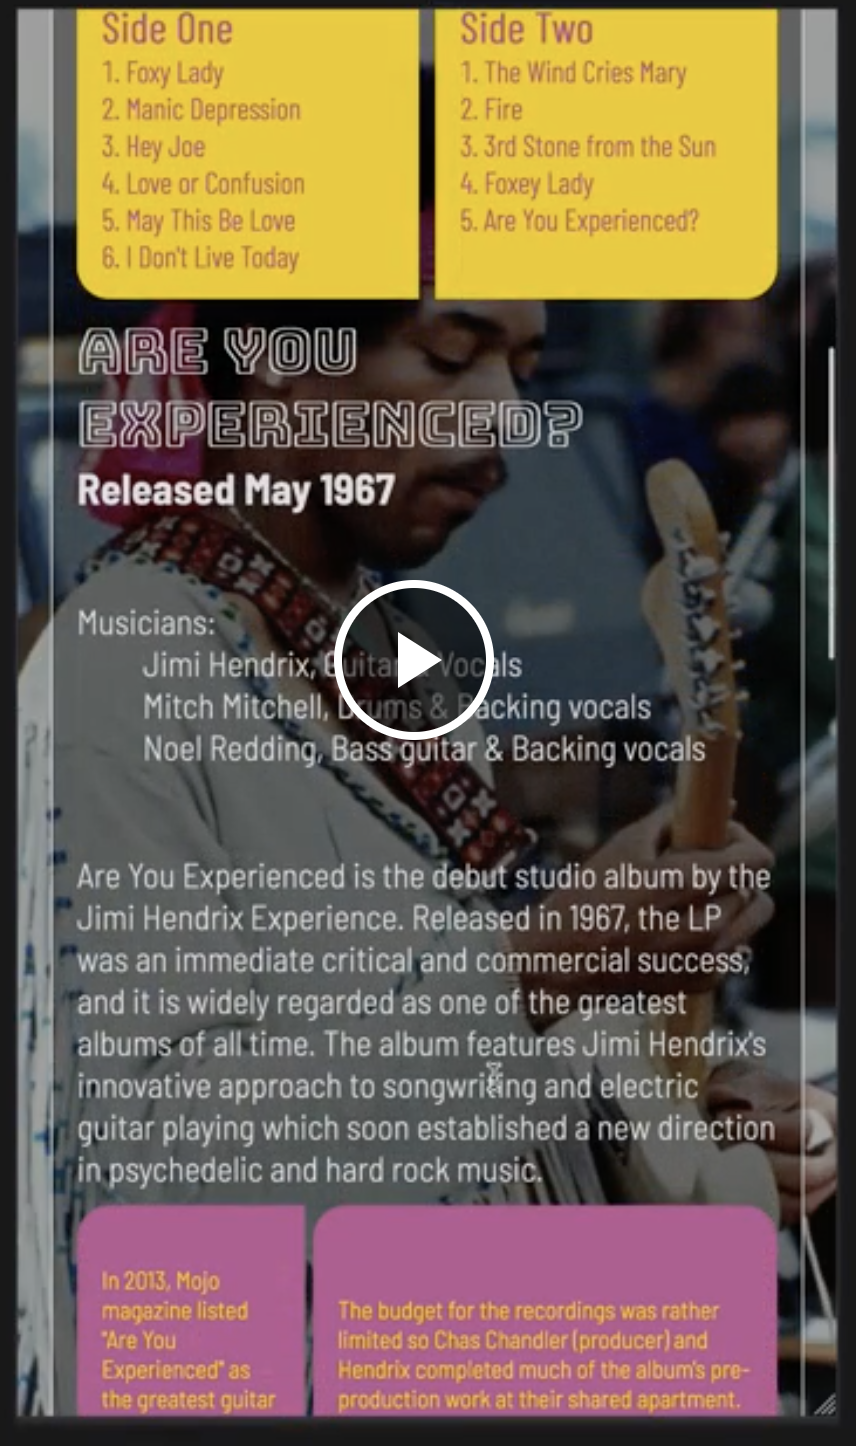 Side One
1. Foxy Lady
2. Manic Depression
3. Hey Joe
4. Love or Confusion
5. May This Be Love
6. I Don't Live Today
Side Two
1. The Wind Cries Mary
2. Fire
3. 3rd Stone from the Sun
4. Foxey Lady
5. Are You Experienced?
ARE YOU
EXPERIENCED?
Released May 1967
Musicians:
Jimi Hendrix, Guitar & Vocals
Mitch Mitchell, Drums & Backing vocals
Noel Redding, Bass guitar & Backing vocals
Are You Experienced is the debut studio album by the
Jimi Hendrix Experience. Released in 1967, the LP
was an immediate critical and commercial success,
and it is widely regarded as one of the greatest
albums of all time. The album features Jimi Hendrix's
innovative approach to songwriting and electric
guitar playing which soon established a new direction
in psychedelic and hard rock music.
In 2013, Mojo
magazine listed
"Are You
Experienced" as
the greatest guitar
The budget for the recordings was rather
limited so Chas Chandler (producer) and
Hendrix completed much of the album's pre-
production work at their shared apartment.